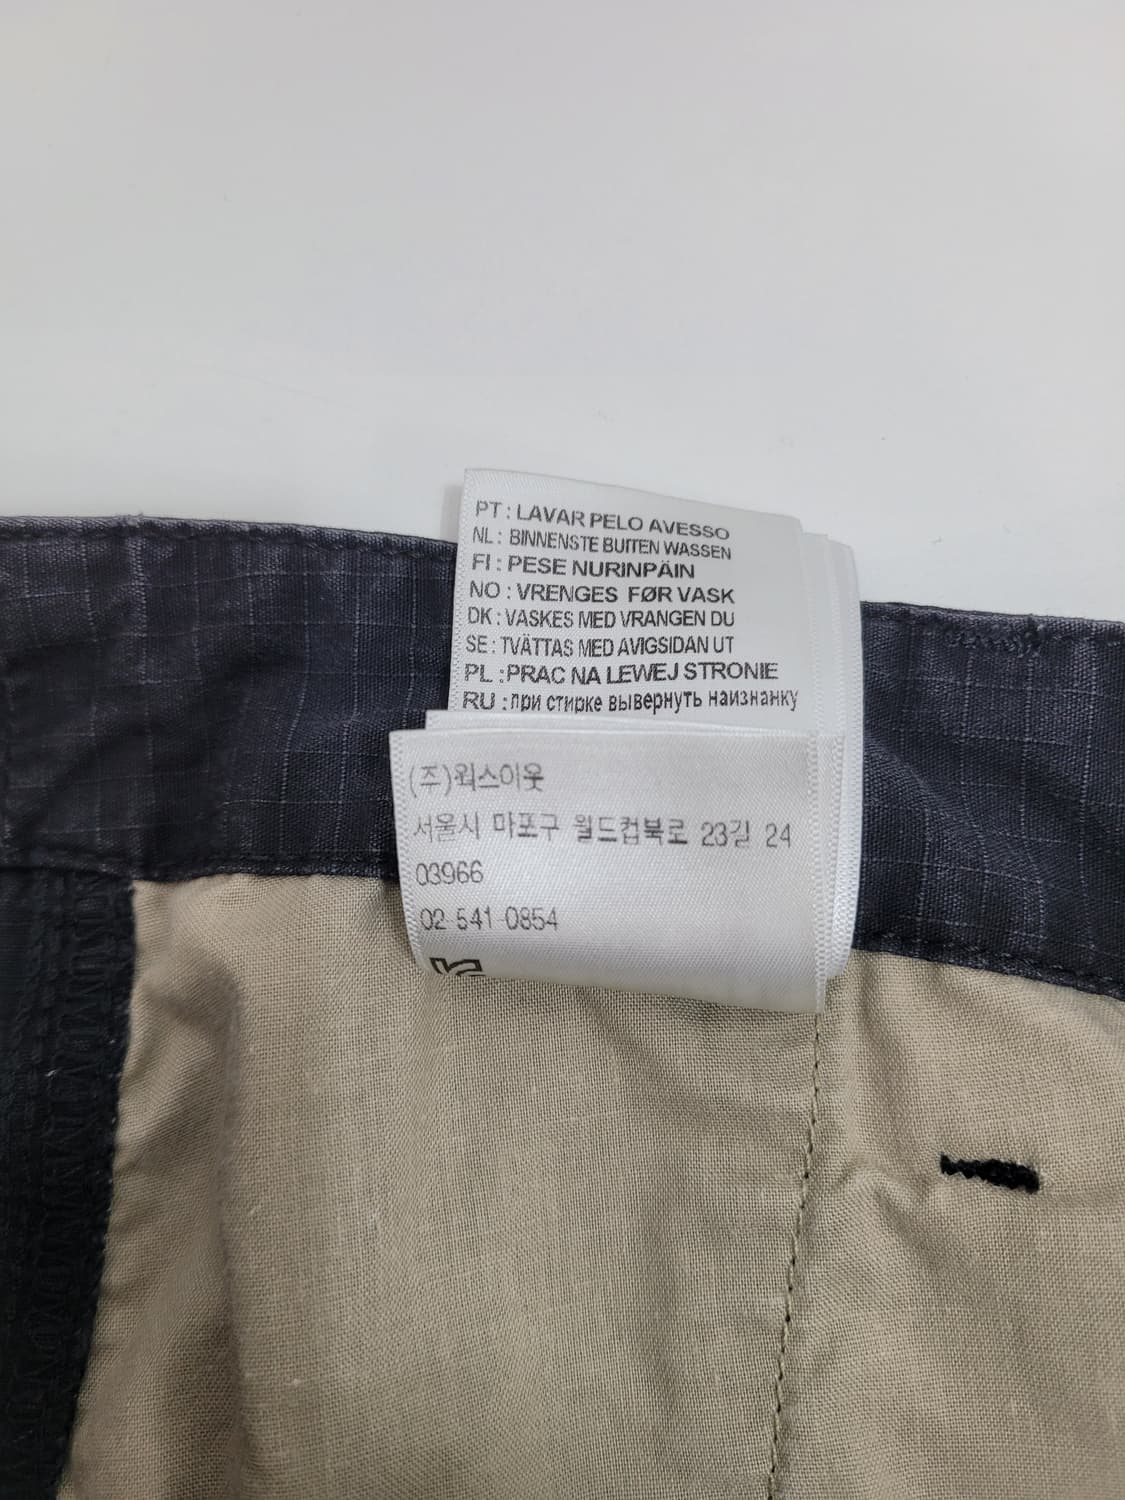 PT : LAVAR PELO AVESSO
NL : BINNENSTE BUITEN WASSEN
FI : PESE NURINPÄIN
NO : VRENGES FØR VASK
DK : VASKES MED VRANGEN DU
SE : TVÄTTAS MED AVIGSIDAN UT
PL : PRAC NA LEWEJ STRONIE
RU : при стирке вывернуть наизнанку
(주)웍스아웃
서울시 마포구 월드컵북로 23길 24
03966
02 541 0854